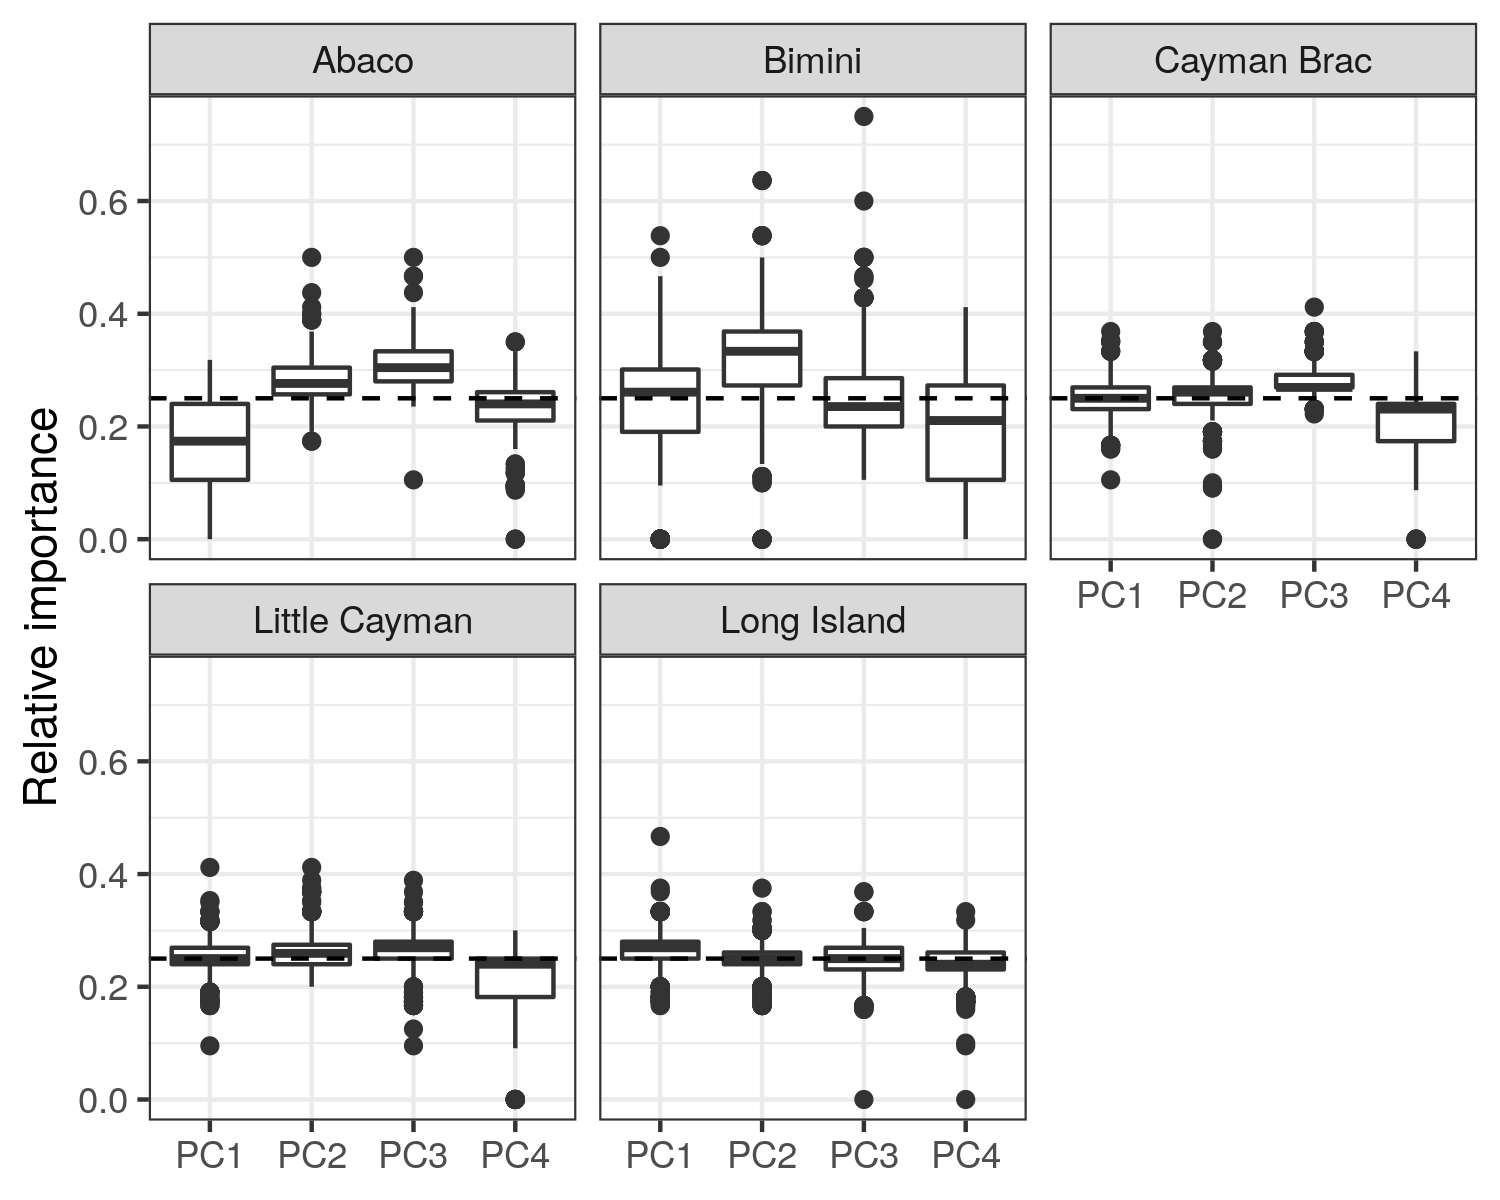 Abaco
Bimini
Cayman Brac
0.6
0.4
0.2
0.0
PC1 PC2 PC3 PC4
Relative importance
Little Cayman
Long Island
0.6
0.4
0.2
0.0
PC1 PC2 PC3 PC4
PC1 PC2 PC3 PC4